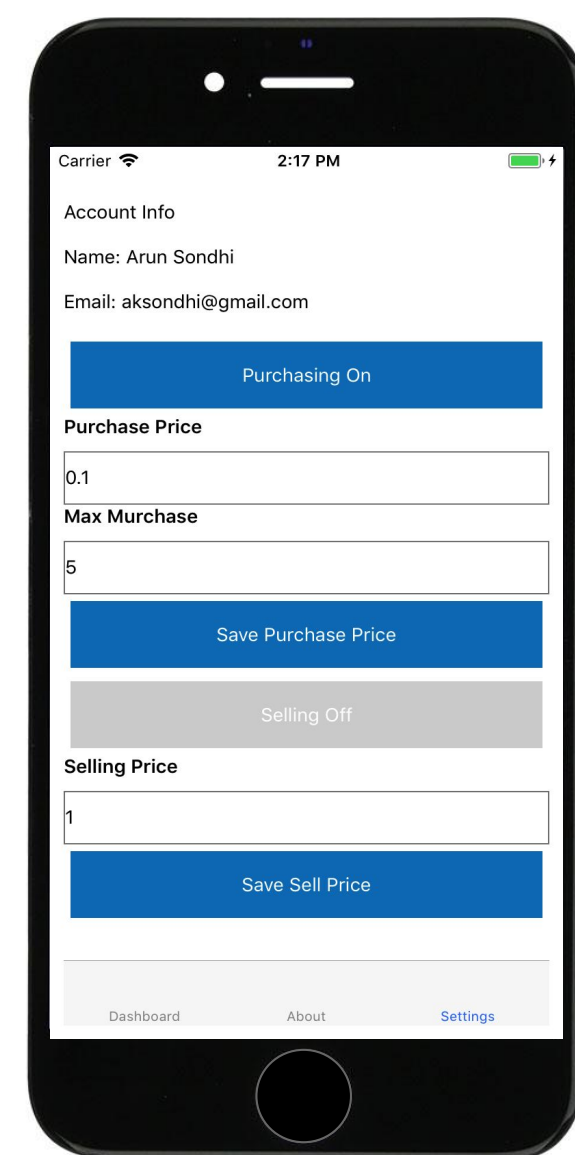 Carrier 2:17 PM
Account Info
Name: Arun Sondhi
Email: aksondhi@gmail.com
Purchasing On
Purchase Price
0.1
Max Murchase
5
Save Purchase Price
Selling Off
Selling Price
1
Save Sell Price
Dashboard About Settings